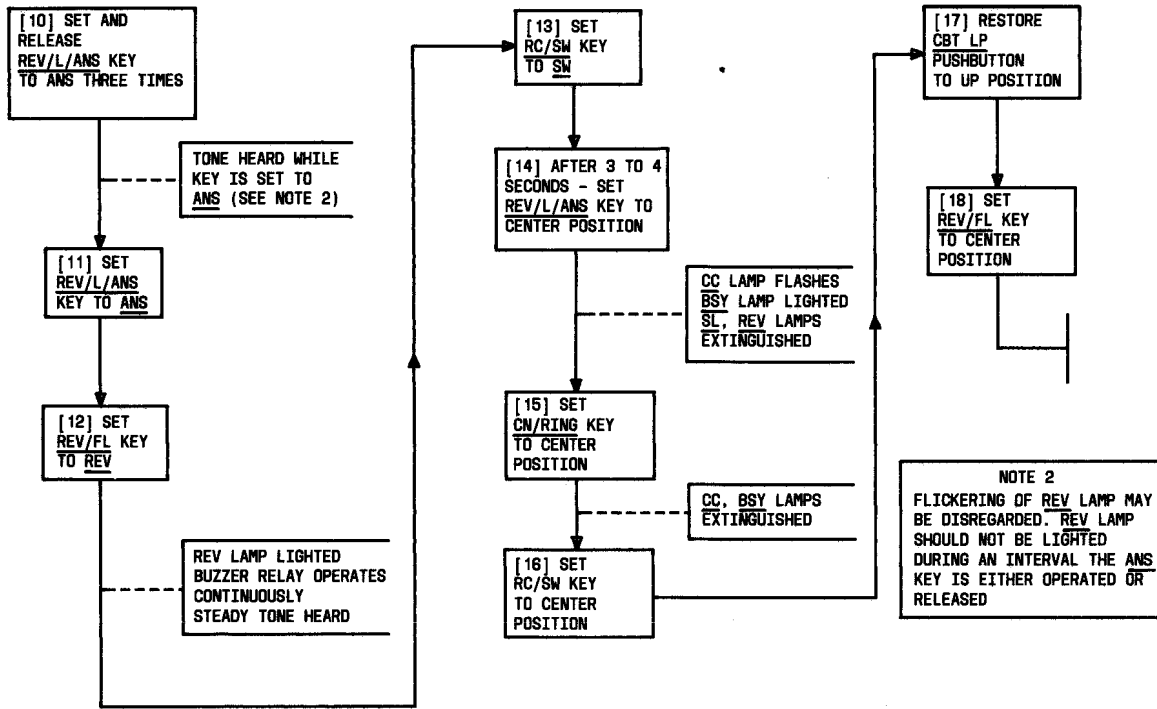 [10] SET AND
RELEASE
REV/L/ANS KEY
TO ANS THREE TIMES
TONE HEARD WHILE
KEY IS SET TO
ANS (SEE NOTE 2)
[11] SET
REV/L/ANS
KEY TO ANS
[12] SET
REV/FL KEY
TO REV
REV LAMP LIGHTED
BUZZER RELAY OPERATES
CONTINUOUSLY
STEADY TONE HEARD
[13] SET
RC/SW KEY
TO SW
[14] AFTER 3 TO 4
SECONDS - SET
REV/L/ANS KEY TO
CENTER POSITION
CC LAMP FLASHES
BSY LAMP LIGHTED
SL, REV LAMPS
EXTINGUISHED
[15] SET
CN/RING KEY
TO CENTER
POSITION
CC, BSY LAMPS
EXTINGUISHED
[16] SET
RC/SW KEY
TO CENTER
POSITION
[17] RESTORE
CBT LP
PUSHBUTTON
TO UP POSITION
[18] SET
REV/FL KEY
TO CENTER
POSITION
NOTE 2
FLICKERING OF REV LAMP MAY
BE DISREGARDED. REV LAMP
SHOULD NOT BE LIGHTED
DURING AN INTERVAL THE ANS
KEY IS EITHER OPERATED OR
RELEASED